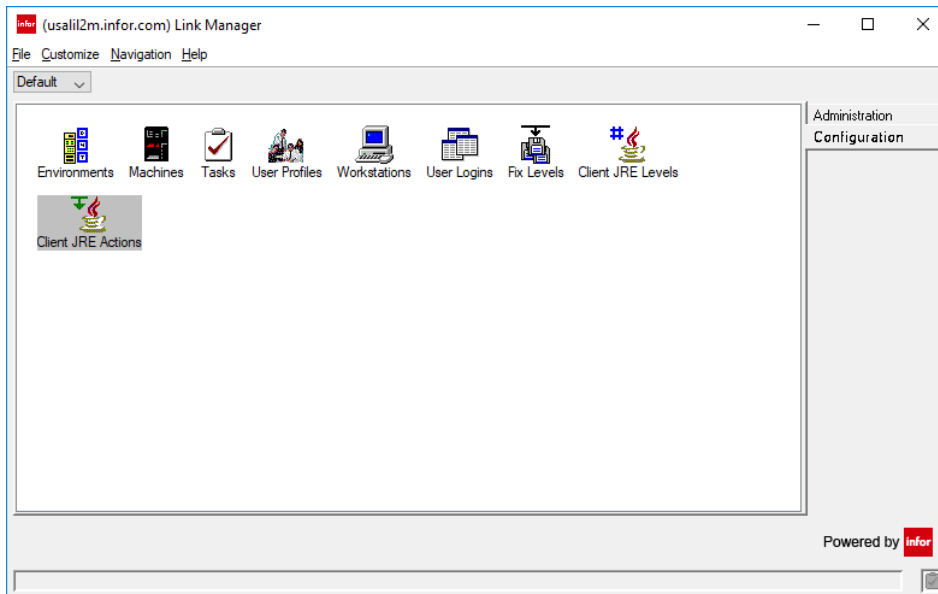 infor (usalil2m.infor.com) Link Manager
File Customize Navigation Help
Default
Administration
Configuration
Environments Machines Tasks User Profiles Workstations User Logins Fix Levels Client JRE Levels
Client JRE Actions
Powered by infor